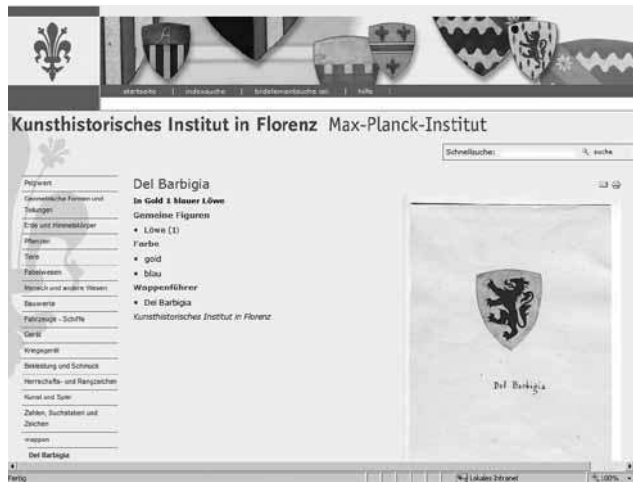 startseite | indexsuche | bildelementsuche | hilfe
Kunsthistorisches Institut in Florenz Max-Planck-Institut
Schnellsuche: suche
Geometrische Formen und
Teilungen
Erde und Himmelskörper
Pflanzen
Tiere
Fabelwesen
Mensch und andere Wesen
Bauwerke
Fahrzeuge - Schiffe
Gerät
Kriegsgerät
Bekleidung und Schmuck
Herrschafts- und Rangzeichen
Kunst und Spiel
Zahlen, Buchstaben und
Zeichen
wappen
Del Barbigia
Del Barbigia
In Gold 1 blauer Löwe
Gemeine Figuren
• Löwe (1)
Farbe
• gold
• blau
Wappenführer
• Del Barbigia
Kunsthistorisches Institut in Florenz
Del Barbigia
Fertig
Lokales Intranet
100%